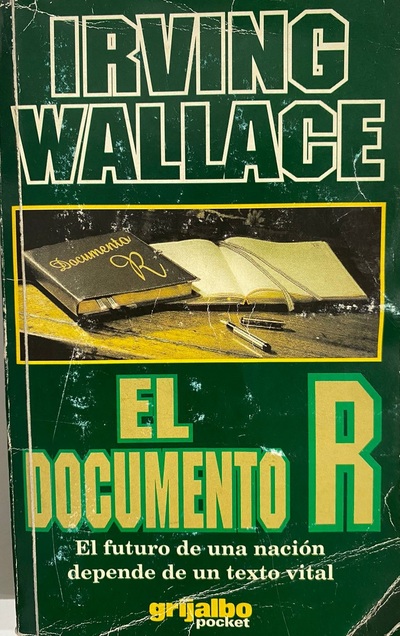 IRVING
WALLACE
Documento
R
EL
DOCUMENTO R
El futuro de una nación
depende de un texto vital
grijalbo
pocket